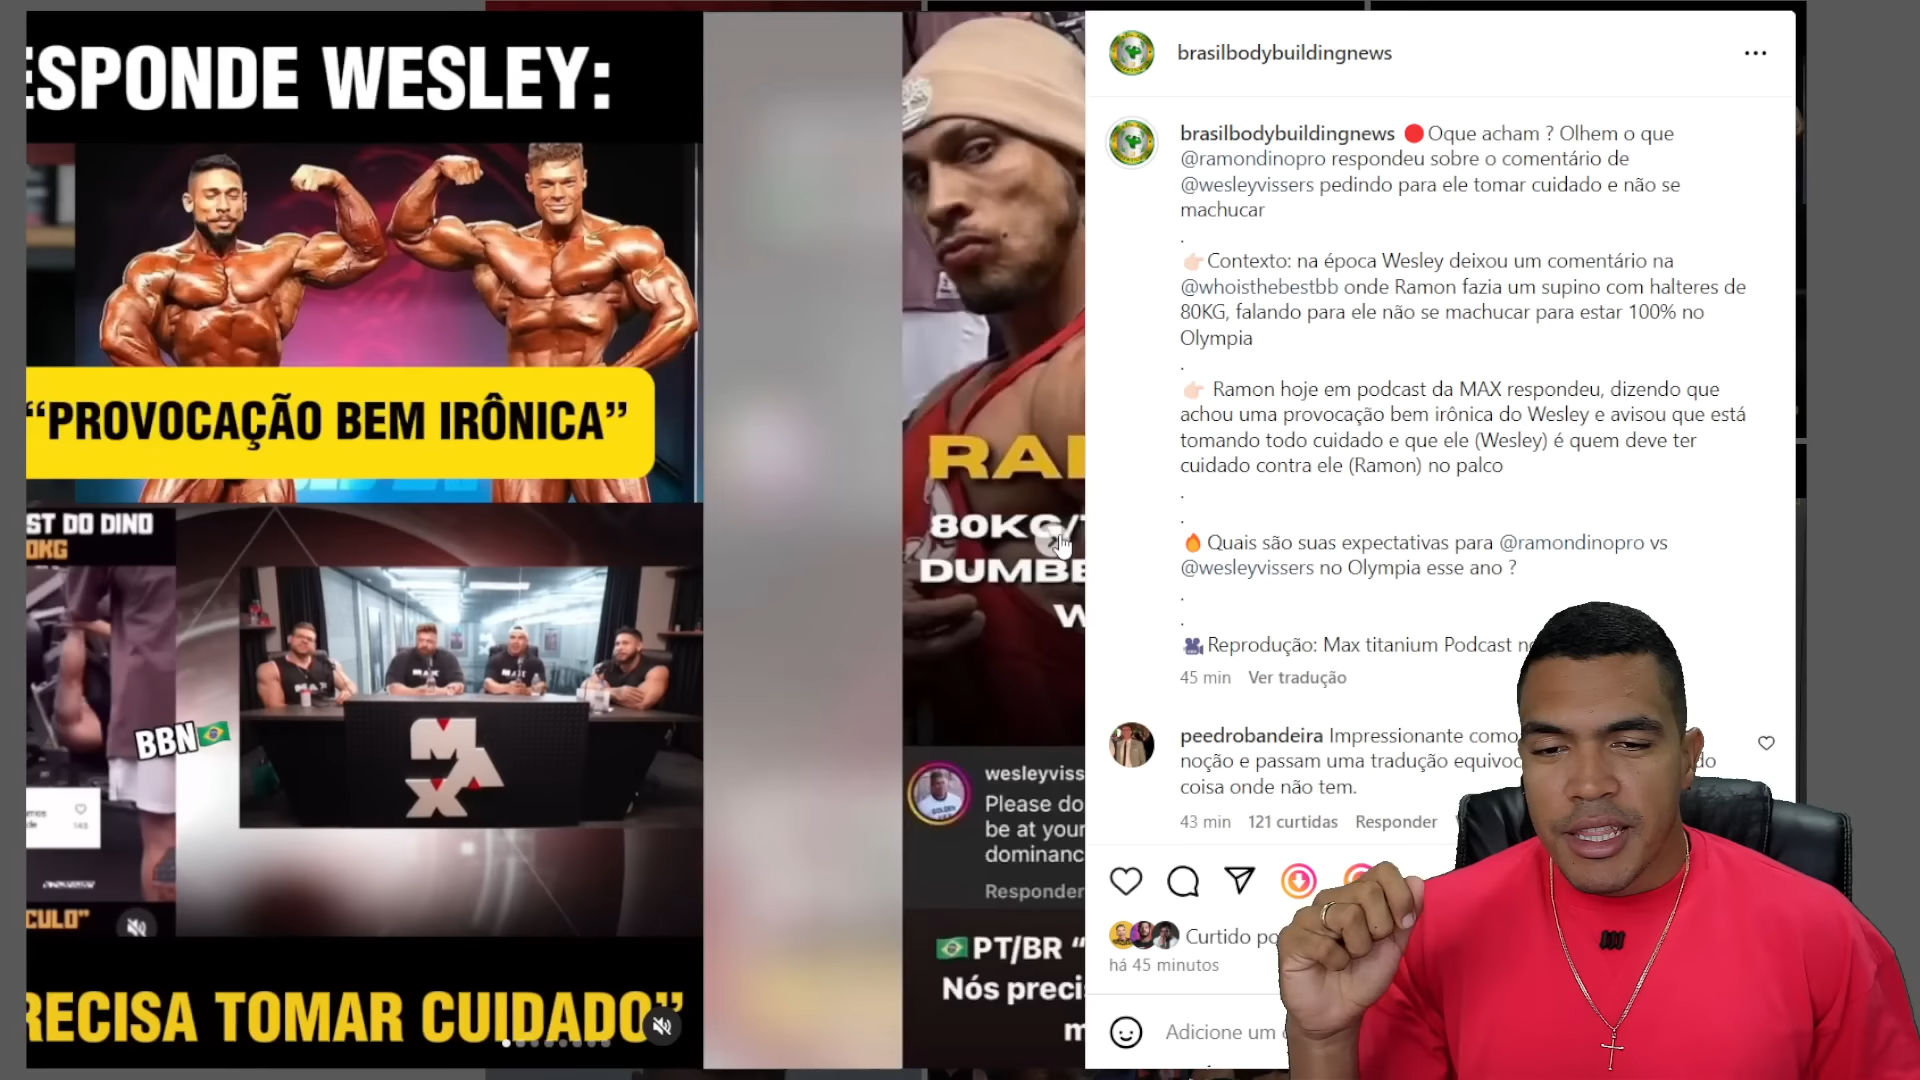 ESPONDE WESLEY:
“PROVOCAÇÃO BEM IRÔNICA”
ST DO DINO
0KG
BBN
MAX
CULO”
RECISA TOMAR CUIDADO”
RA
80KG/
DUMBE
W
wesleyviss
Please do
be at your
dominanc
Responder
PT/BR “
Nós preci
m
brasilbodybuildingnews
brasilbodybuildingnews 🔴 Oque acham ? Olhem o que
@ramondinopro respondeu sobre o comentário de
@wesleyvissers pedindo para ele tomar cuidado e não se
machucar
.
👉🏻 Contexto: na época Wesley deixou um comentário na
@whoisthebestbb onde Ramon fazia um supino com halteres de
80KG, falando para ele não se machucar para estar 100% no
Olympia
.
👉🏻 Ramon hoje em podcast da MAX respondeu, dizendo que
achou uma provocação bem irônica do Wesley e avisou que está
tomando todo cuidado e que ele (Wesley) é quem deve ter
cuidado contra ele (Ramon) no palco
.
.
🔥 Quais são suas expectativas para @ramondinopro vs
@wesleyvissers no Olympia esse ano ?
.
.
🎥 Reprodução: Max titanium Podcast n
45 min Ver tradução
peedrobandeira Impressionante como
noção e passam uma tradução equivoc do
coisa onde não tem.
43 min 121 curtidas Responder
Curtido po
há 45 minutos
Adicione um